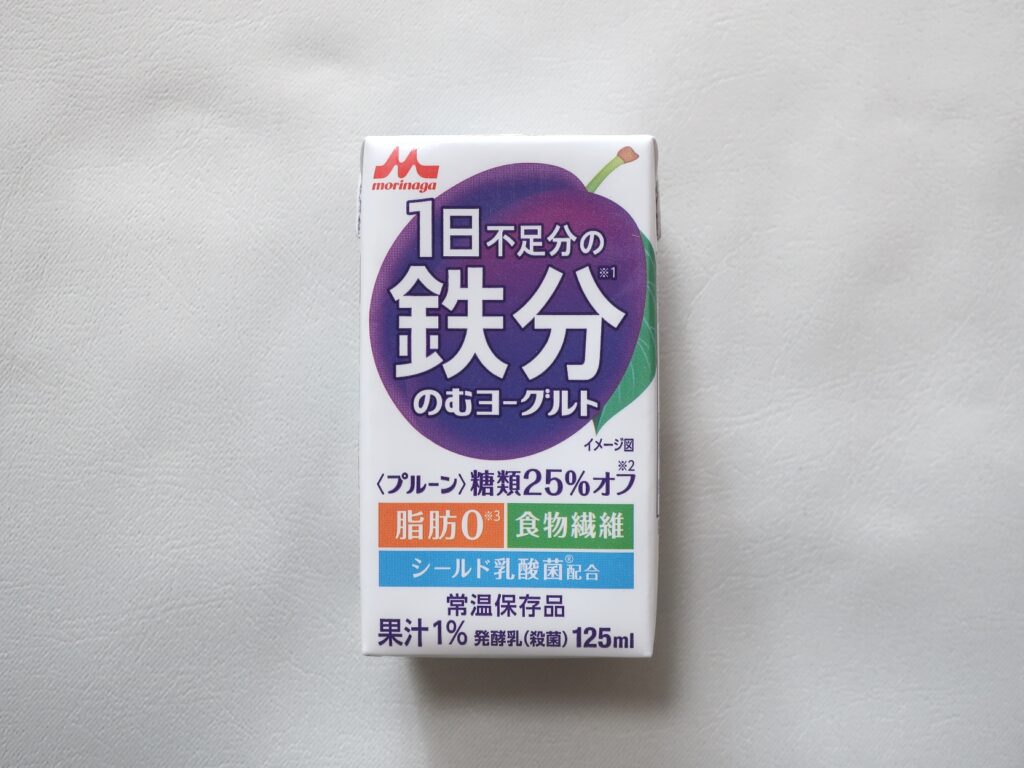 morinaga
1日不足分の
鉄分※1
のむヨーグルト
イメージ図
〈プルーン〉糖類25%オフ※2
脂肪0※3 食物繊維
シールド乳酸菌®配合
常温保存品
果汁1% 発酵乳(殺菌) 125ml